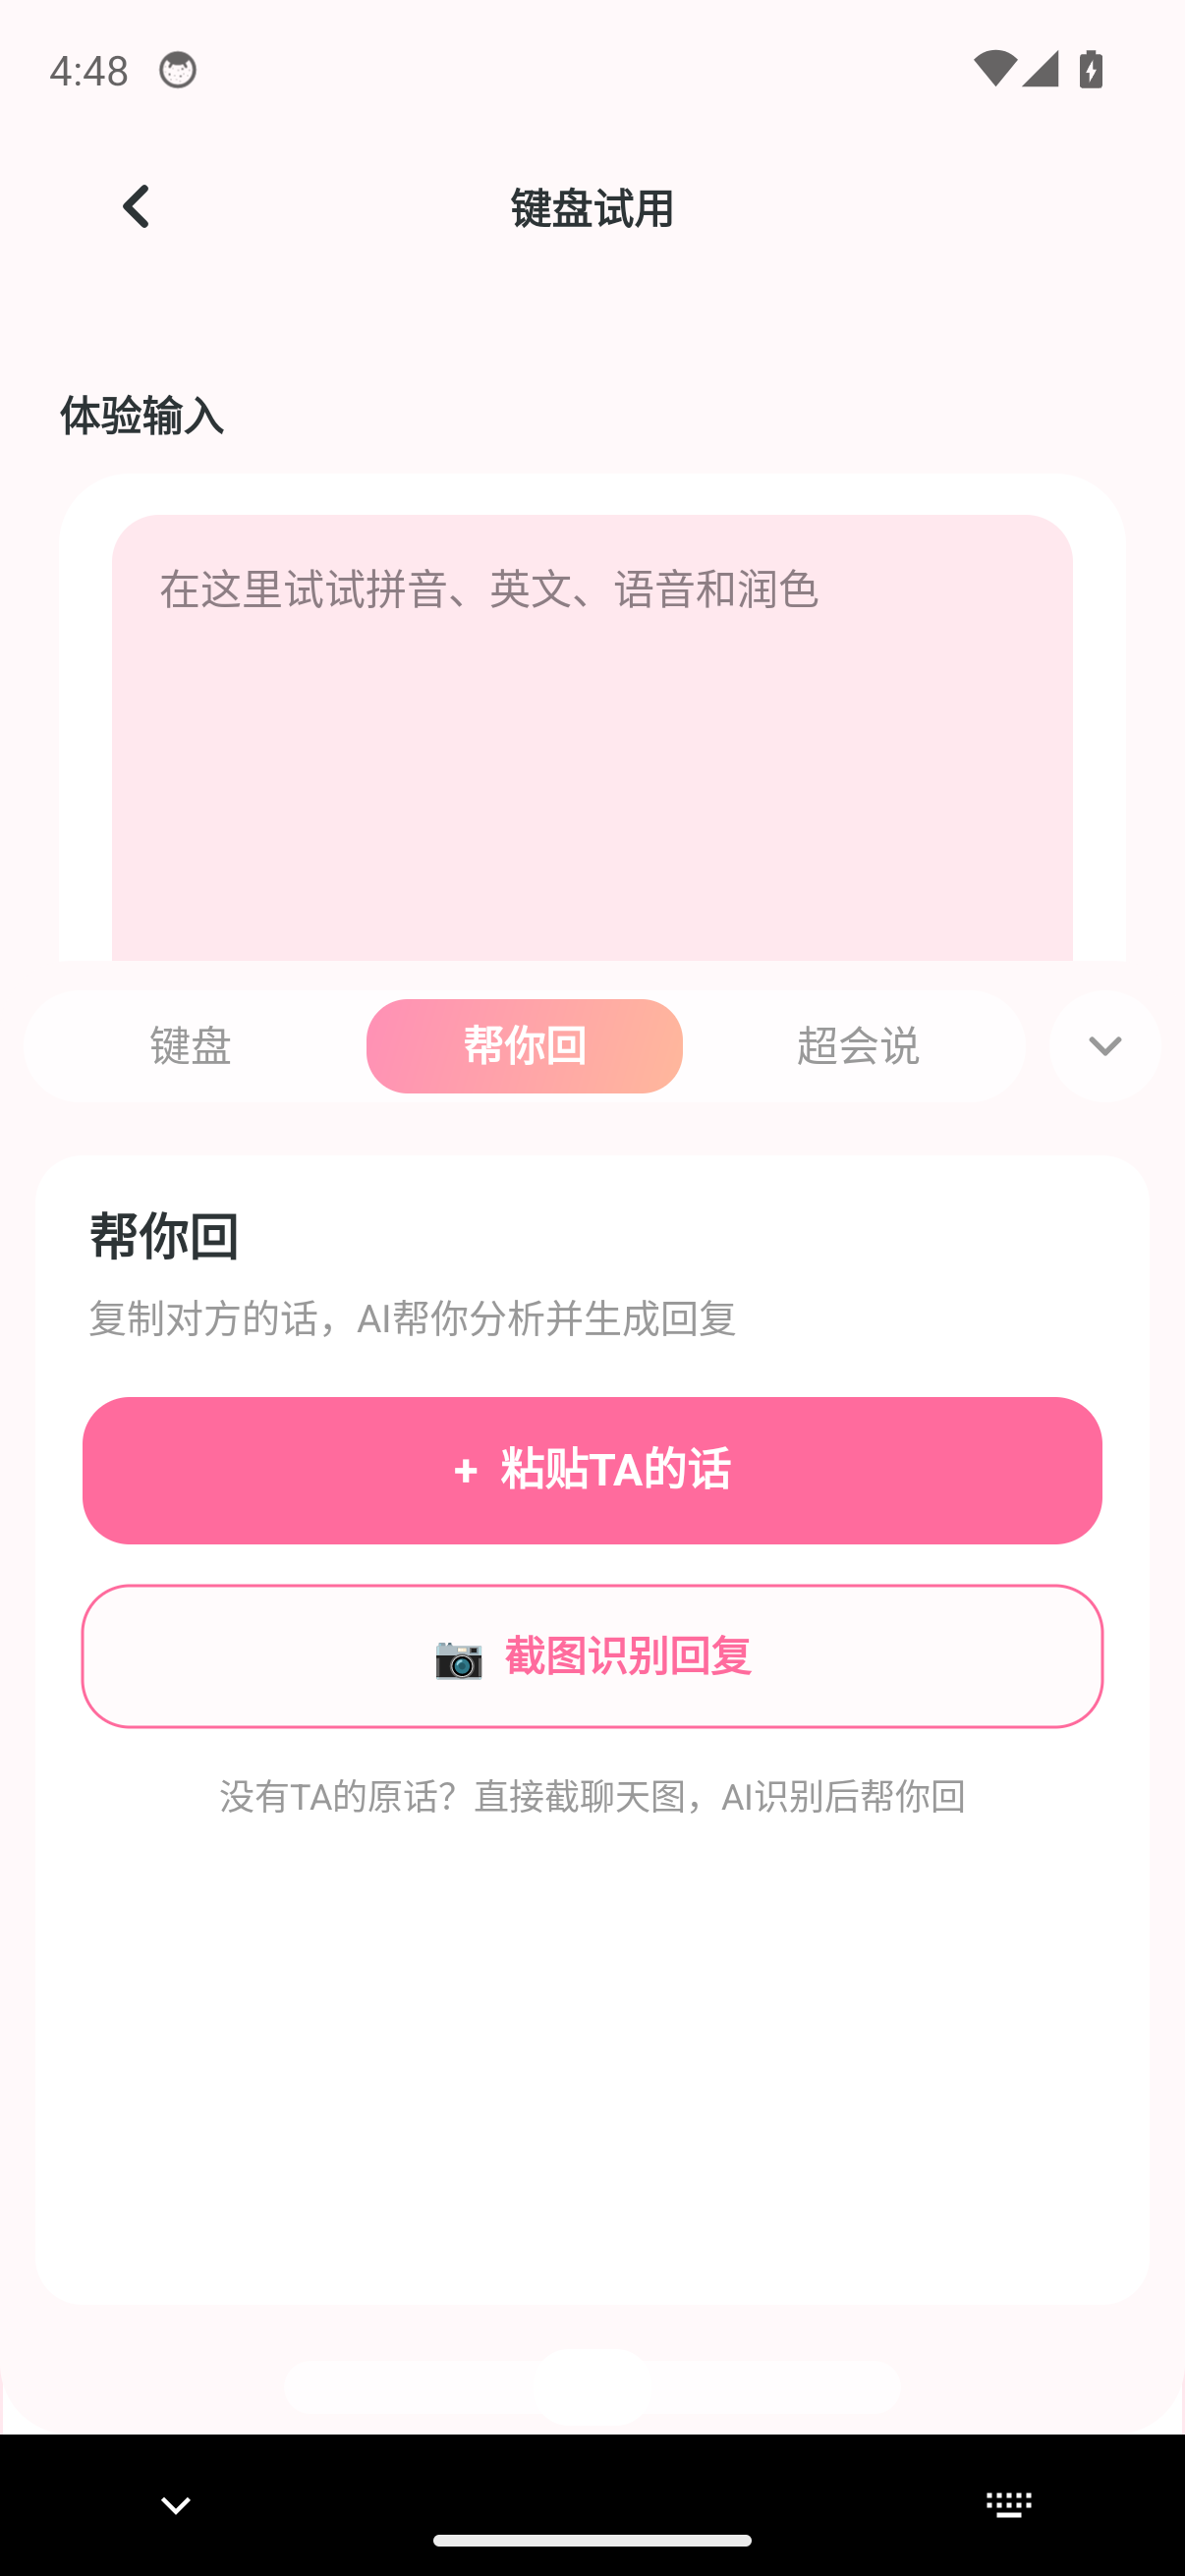 4:48
键盘试用
体验输入
在这里试试拼音、英文、语音和润色
键盘
帮你回
超会说
帮你回
复制对方的话，AI帮你分析并生成回复
+ 粘贴TA的话
截图识别回复
没有TA的原话？直接截聊天图，AI识别后帮你回